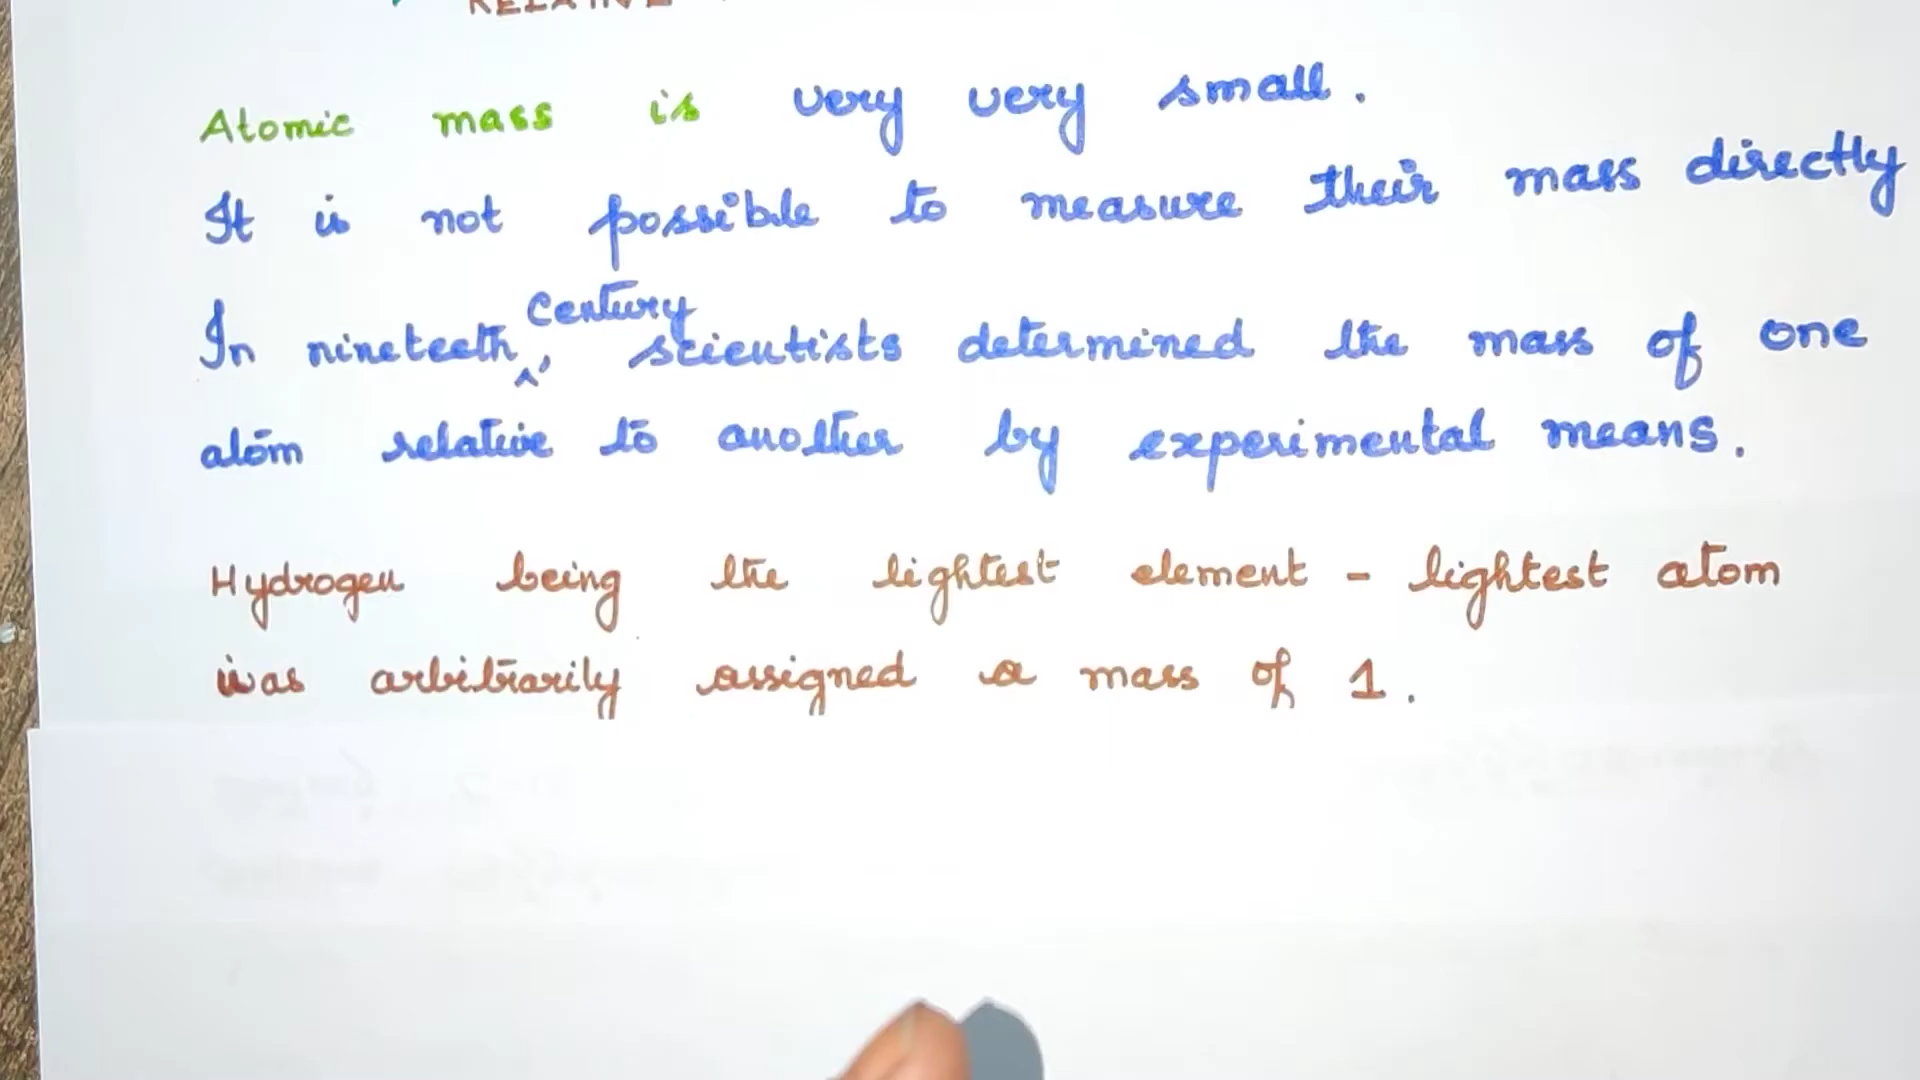 RELATIVE
Atomic mass is very very small.
It is not possible to measure their mass directly
In nineteeth century, scientists determined the mass of one
atom relative to another by experimental means.
Hydrogen being the lightest element - lightest atom
was arbitrarily assigned a mass of 1.